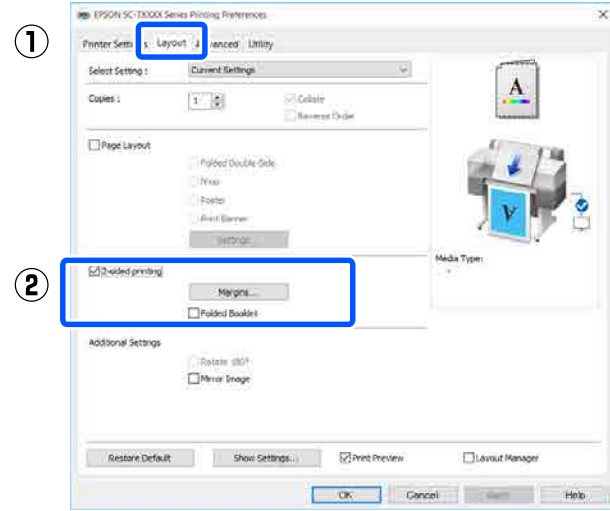 EPSON SC-TXXXX Series Printing Preferences
①
Layout
Utility
Select Setting :
Current Settings
Copies :
1
Collate
Reverse Order
Page Layout
Folded Double-Side
N-up
Poster
Print Banner
Settings...
②
2-sided printing
Margins...
Folded Booklet
Media Type:
-
Additional Settings
Rotate 180°
Mirror Image
Restore Default
Show Settings...
Print Preview
Layout Manager
OK
Cancel
Help
A
A